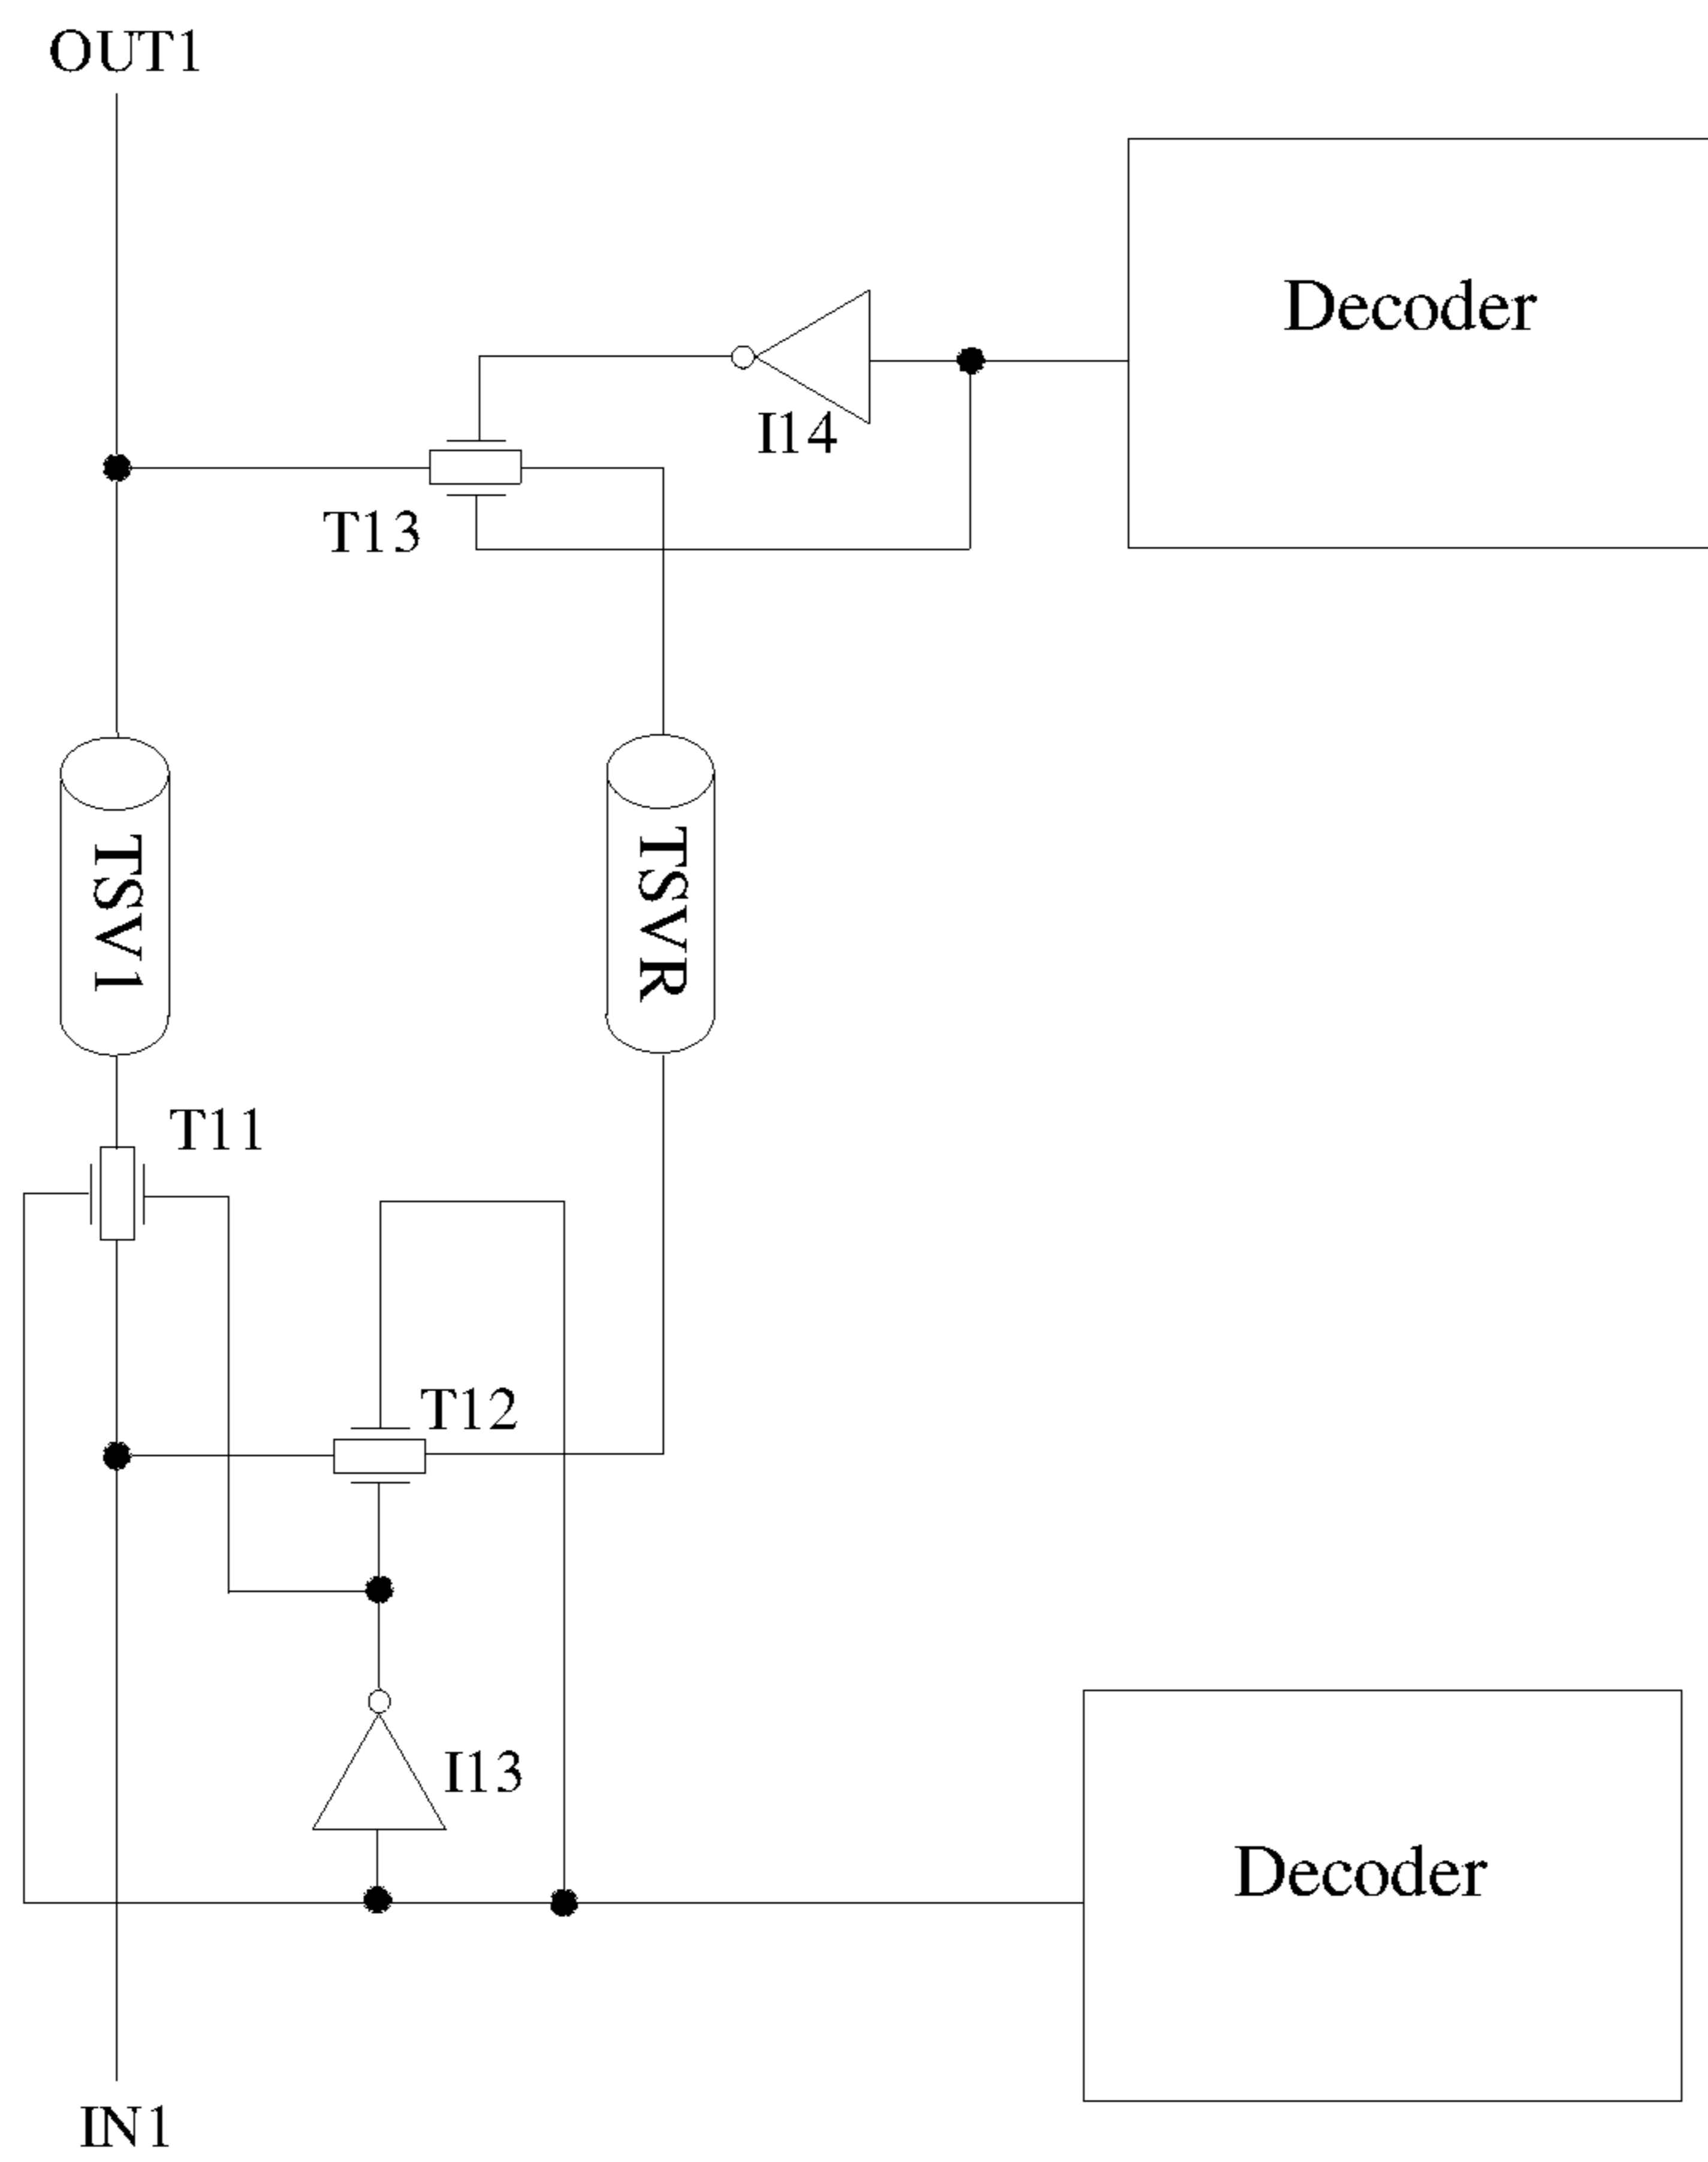 OUT1
Decoder
I14
T13
TSV1
TSVR
T11
T12
I13
Decoder
IN1